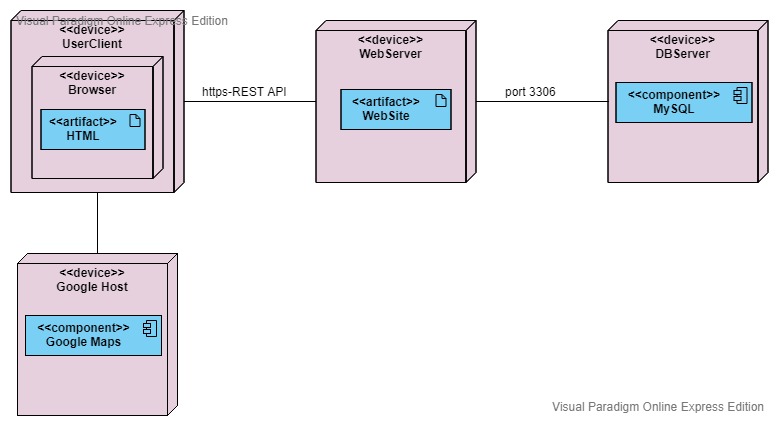 Visual Paradigm Online Express Edition
<<device>>
UserClient
<<device>>
Browser
<<artifact>>
HTML
https-REST API
<<device>>
WebServer
<<artifact>>
WebSite
port 3306
<<device>>
DBServer
<<component>>
MySQL
<<device>>
Google Host
<<component>>
Google Maps
Visual Paradigm Online Express Edition